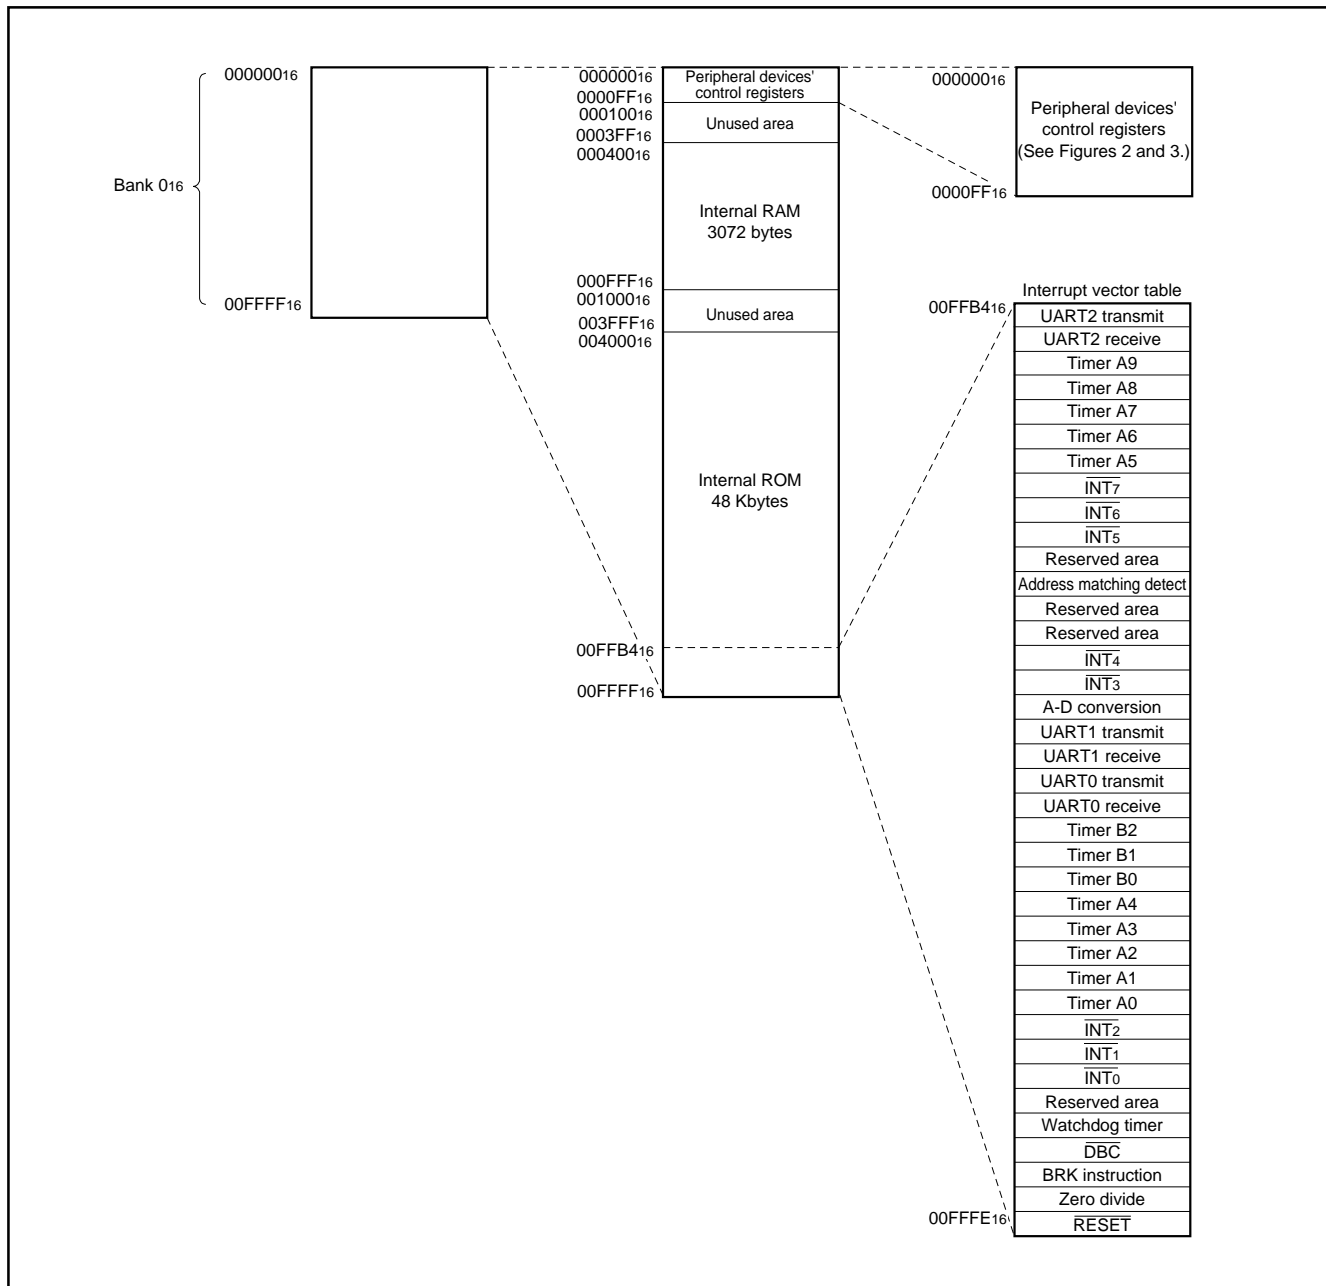 Bank 016
00000016
00FFFF16
00000016
0000FF16
00010016
0003FF16
00040016
000FFF16
00100016
003FFF16
00400016
00FFB416
00FFFF16
Peripheral devices'
control registers
Unused area
Internal RAM
3072 bytes
Unused area
Internal ROM
48 Kbytes
00000016
0000FF16
Peripheral devices'
control registers
(See Figures 2 and 3.)
Interrupt vector table
00FFB416
UART2 transmit
UART2 receive
Timer A9
Timer A8
Timer A7
Timer A6
Timer A5
INT7
INT6
INT5
Reserved area
Address matching detect
Reserved area
Reserved area
INT4
INT3
A-D conversion
UART1 transmit
UART1 receive
UART0 transmit
UART0 receive
Timer B2
Timer B1
Timer B0
Timer A4
Timer A3
Timer A2
Timer A1
Timer A0
INT2
INT1
INT0
Reserved area
Watchdog timer
DBC
BRK instruction
Zero divide
00FFFE16
RESET